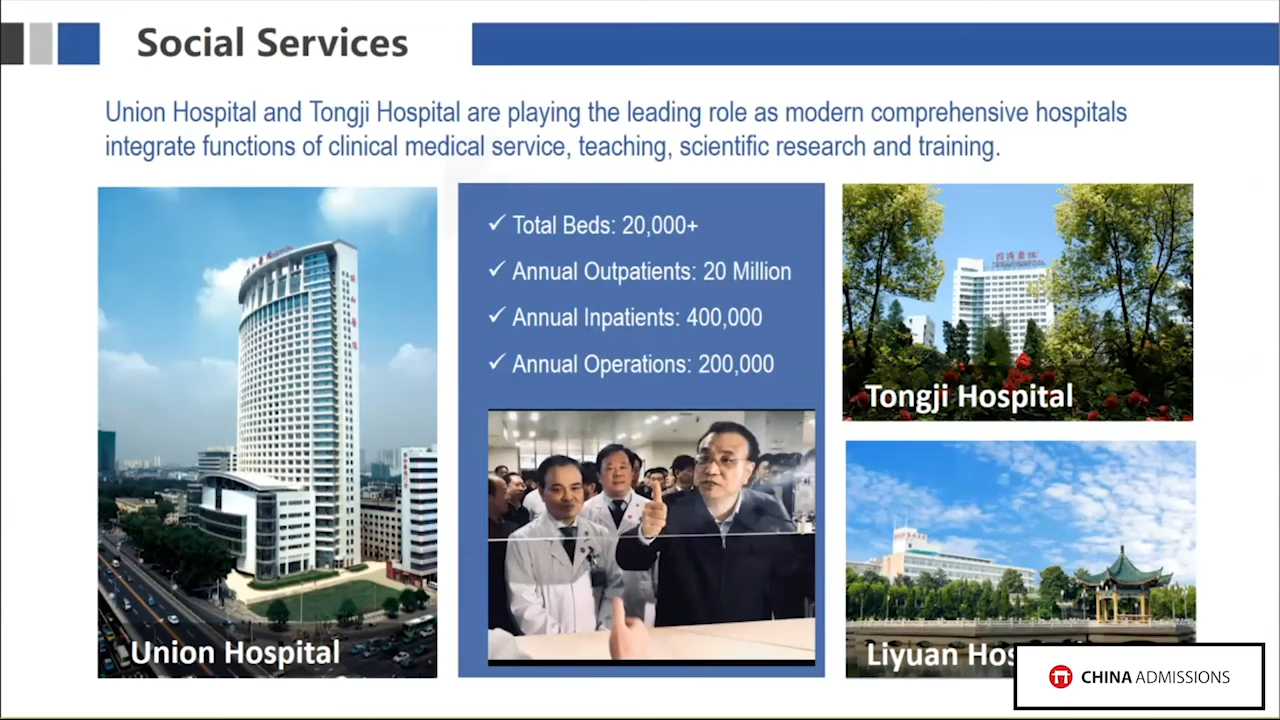 Social Services
Union Hospital and Tongji Hospital are playing the leading role as modern comprehensive hospitals
integrate functions of clinical medical service, teaching, scientific research and training.
✓ Total Beds: 20,000+
✓ Annual Outpatients: 20 Million
✓ Annual Inpatients: 400,000
✓ Annual Operations: 200,000
Union Hospital
Tongji Hospital
Liyuan Hos
CHINA ADMISSIONS